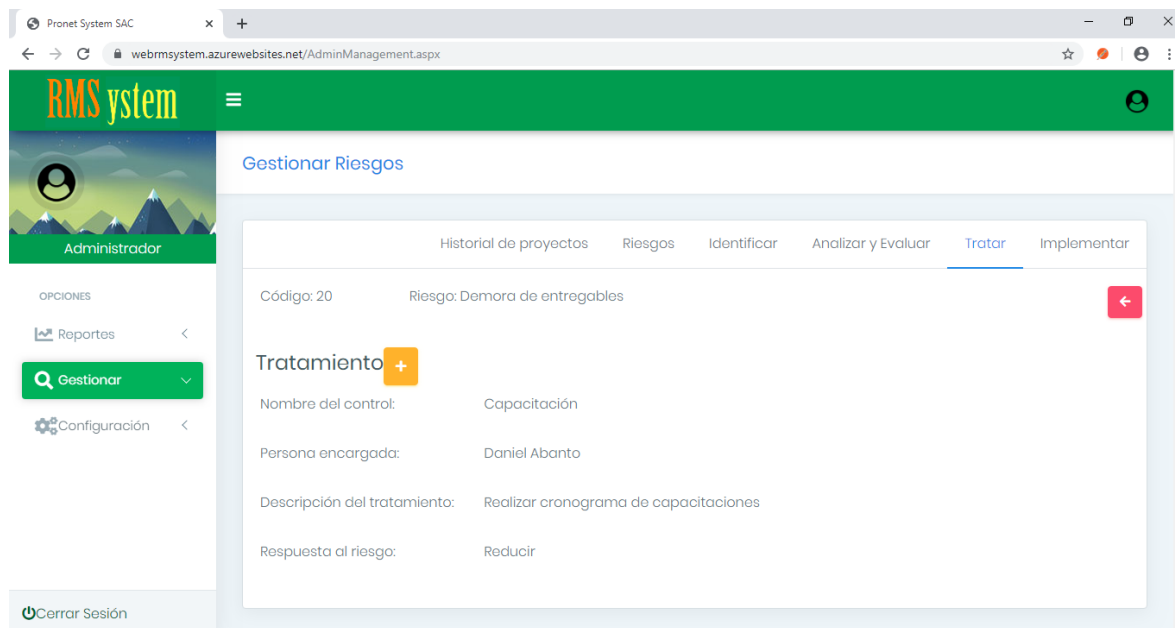 Pronet System SAC
webrmsystem.azurewebsites.net/AdminManagement.aspx
RMSystem
Gestionar Riesgos
Administrador
Historial de proyectos Riesgos Identificar Analizar y Evaluar Tratar Implementar
OPCIONES
Código: 20 Riesgo: Demora de entregables
Reportes
Tratamiento +
Gestionar
Nombre del control: Capacitación
Configuración
Persona encargada: Daniel Abanto
Descripción del tratamiento: Realizar cronograma de capacitaciones
Respuesta al riesgo: Reducir
Cerrar Sesión